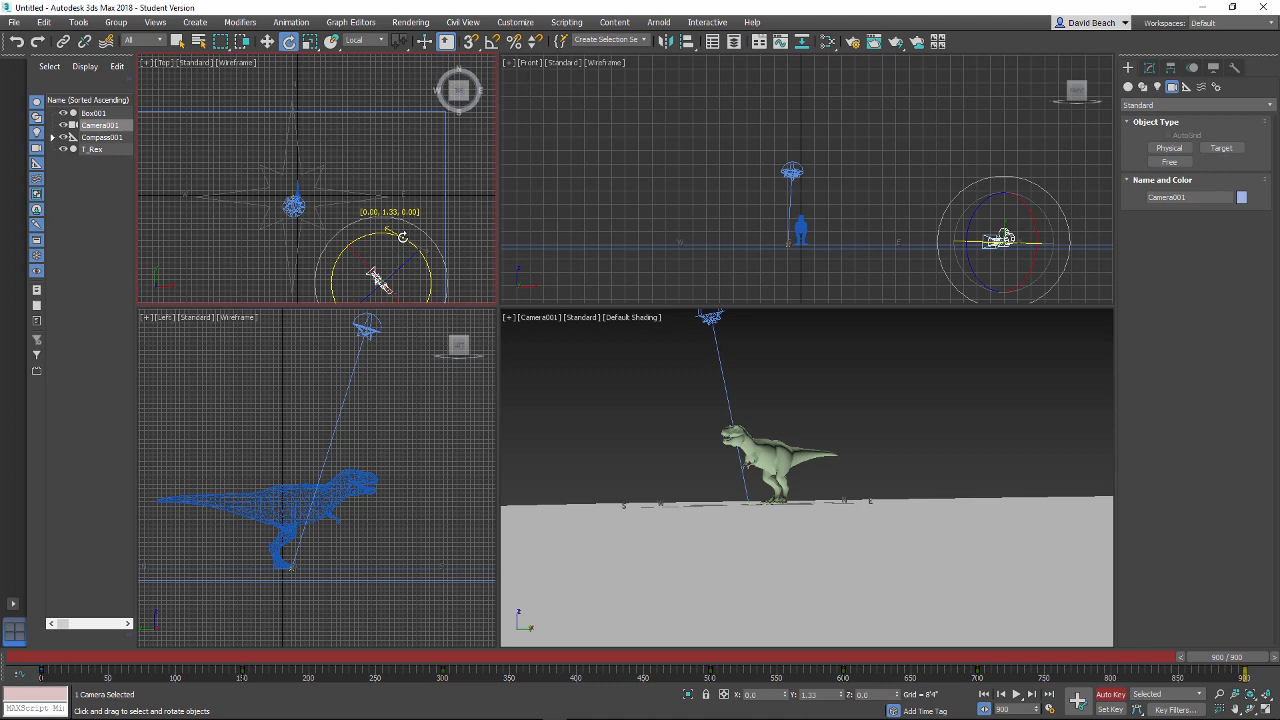 Untitled - Autodesk 3ds Max 2018 - Student Version
File Edit Tools Group Views Create Modifiers Animation Graph Editors Rendering Civil View Customize Scripting Content Arnold Interactive Help David Beach Workspaces: Default
All Local Create Selection Se
Select Display Edit
Name (Sorted Ascending)
Box001
Camera001
Compass001
T_Rex
[+] [Top] [Standard] [Wireframe]
N
W TOP E
S
W E
[0.00, 1.33, 0.00]
[+] [Front] [Standard] [Wireframe]
FRONT
W E
[+] [Left] [Standard] [Wireframe]
LEFT
N S
[+] [Camera001] [Standard] [Default Shading]
S W N E
Standard
Object Type
AutoGrid
Physical Target
Free
Name and Color
Camera001
900 / 900
0 50 100 150 200 250 300 350 400 450 500 550 600 650 700 750 800 850 900
MAXScript Mi
1 Camera Selected
Click and drag to select and rotate objects
X: 0.0 Y: 1.33 Z: 0.0 Grid = 8'4"
Add Time Tag
900
Auto Key Selected
Set Key Key Filters...